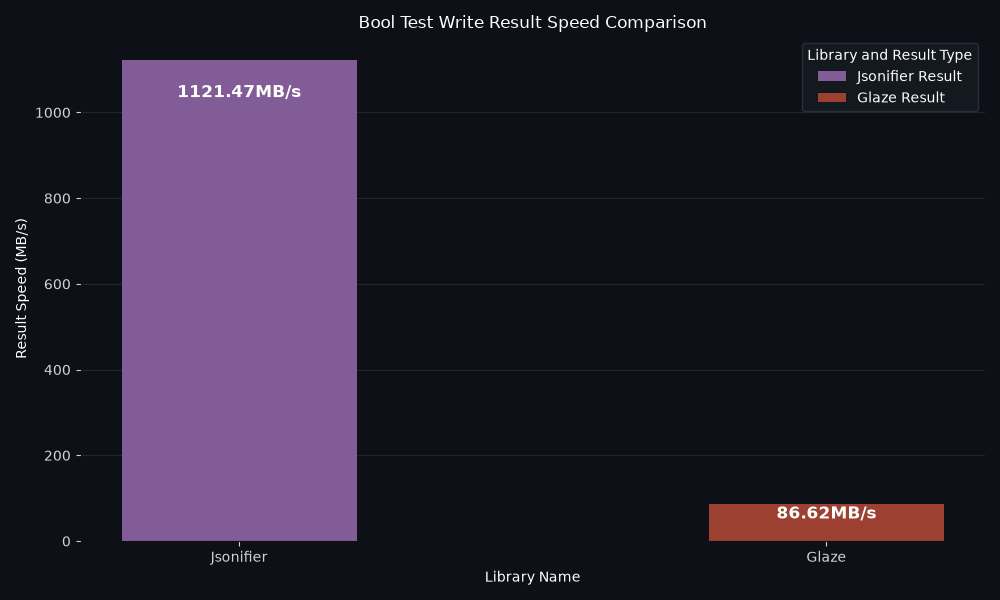 Bool Test Write Result Speed Comparison
Library and Result Type
Jsonifier Result
Glaze Result
1121.47MB/s
86.62MB/s
Result Speed (MB/s)
1000
800
600
400
200
0
Jsonifier
Glaze
Library Name